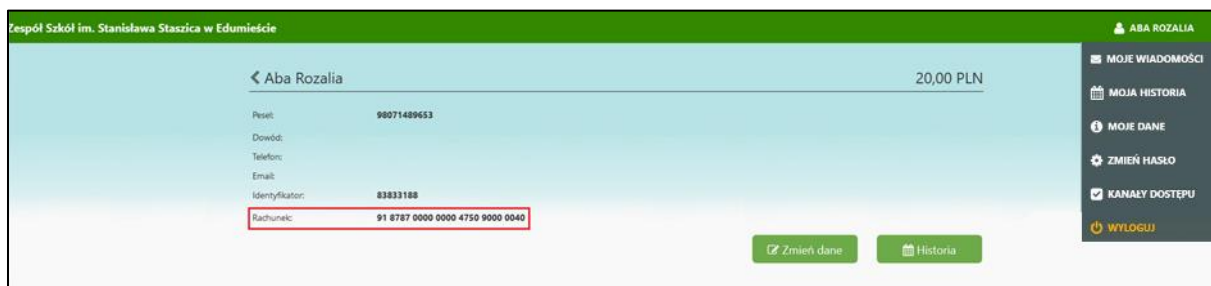 Zespół Szkół im. Stanisława Staszica w Edumieście
ABA ROZALIA
MOJE WIADOMOŚCI
MOJA HISTORIA
MOJE DANE
ZMIEŃ HASŁO
KANAŁY DOSTĘPU
WYLOGUJ
Aba Rozalia 20,00 PLN
Pesel: 98071489653
Dowód:
Telefon:
Email:
Identyfikator: 83833188
Rachunek: 91 8787 0000 0000 4750 9000 0040
Zmień dane Historia